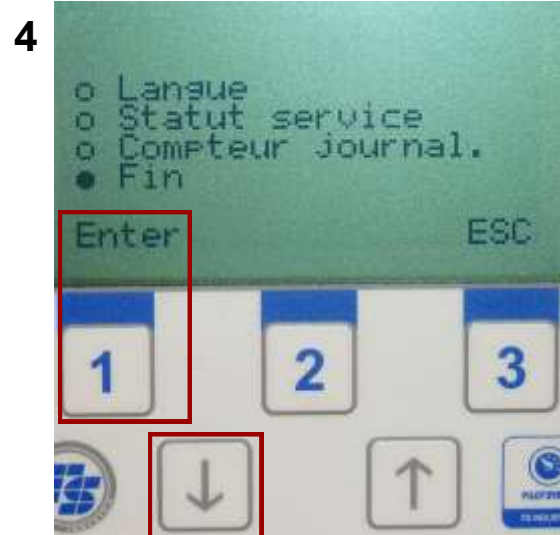 4
o Langue
o Statut service
o Compteur journal.
● Fin
Enter ESC
1 2 3